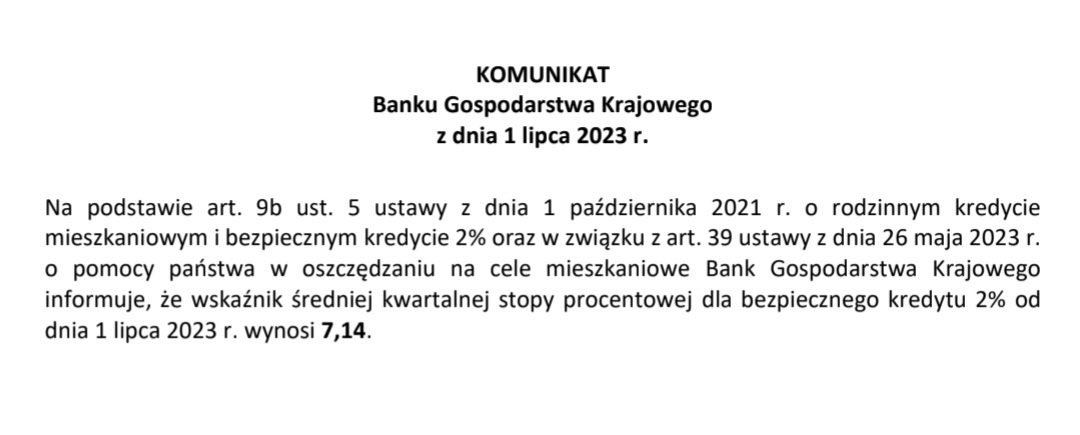 KOMUNIKAT
Banku Gospodarstwa Krajowego
z dnia 1 lipca 2023 r.
Na podstawie art. 9b ust. 5 ustawy z dnia 1 października 2021 r. o rodzinnym kredycie
mieszkaniowym i bezpiecznym kredycie 2% oraz w związku z art. 39 ustawy z dnia 26 maja 2023 r.
o pomocy państwa w oszczędzaniu na cele mieszkaniowe Bank Gospodarstwa Krajowego
informuje, że wskaźnik średniej kwartalnej stopy procentowej dla bezpiecznego kredytu 2% od
dnia 1 lipca 2023 r. wynosi 7,14.